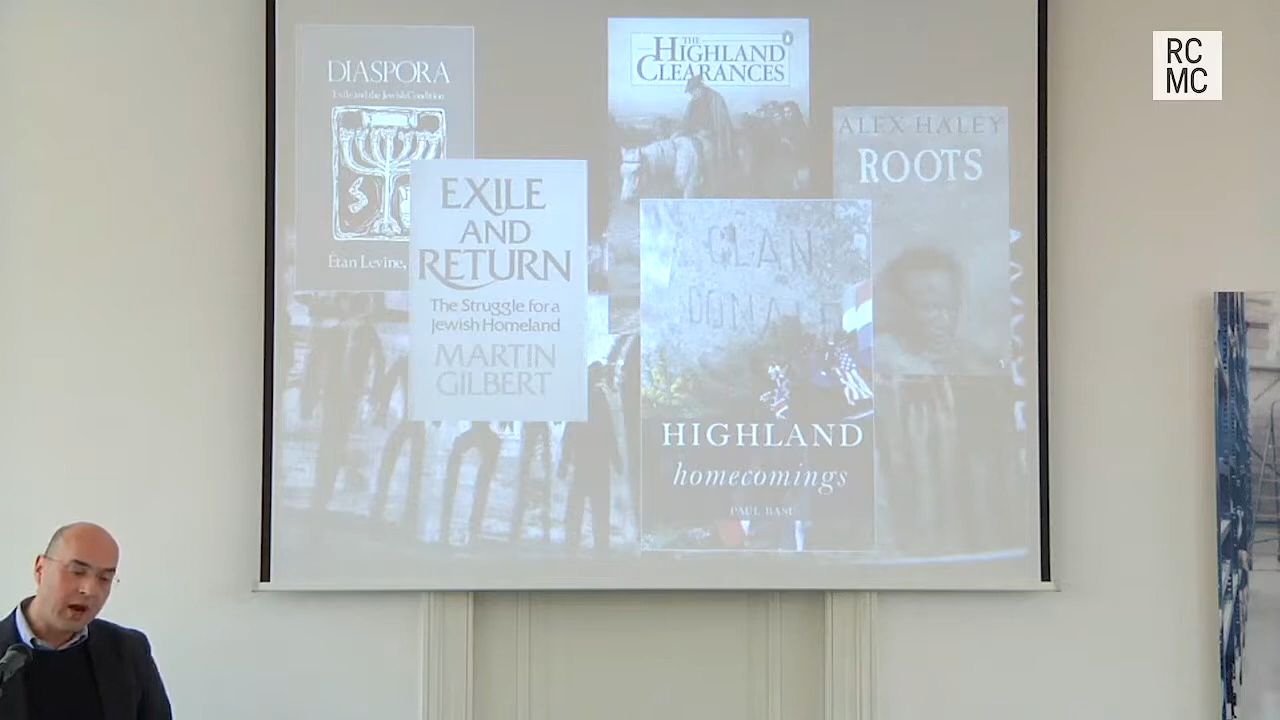 DIASPORA
Exile and the Jewish Condition
Étan Levine,
EXILE
AND
RETURN
The Struggle for a
Jewish Homeland
MARTIN
GILBERT
THE
HIGHLAND
CLEARANCES
CLAN
DONALD
HIGHLAND
homecomings
PAUL BASU
ALEX HALEY
ROOTS
RC
MC